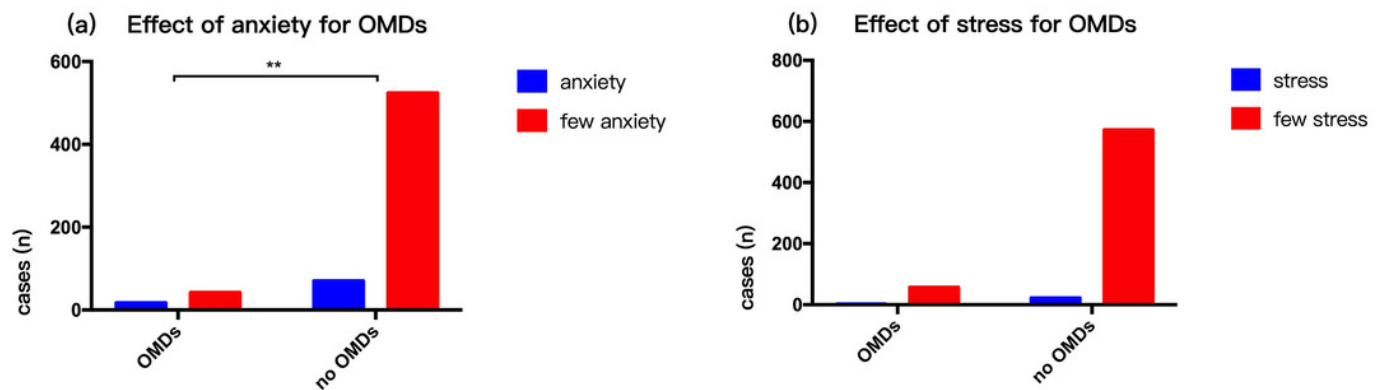 (a) Effect of anxiety for OMDs
600
400
200
0
cases (n)
**
OMDs
no OMDs
anxiety
few anxiety
(b) Effect of stress for OMDs
800
600
400
200
0
cases (n)
OMDs
no OMDs
stress
few stress